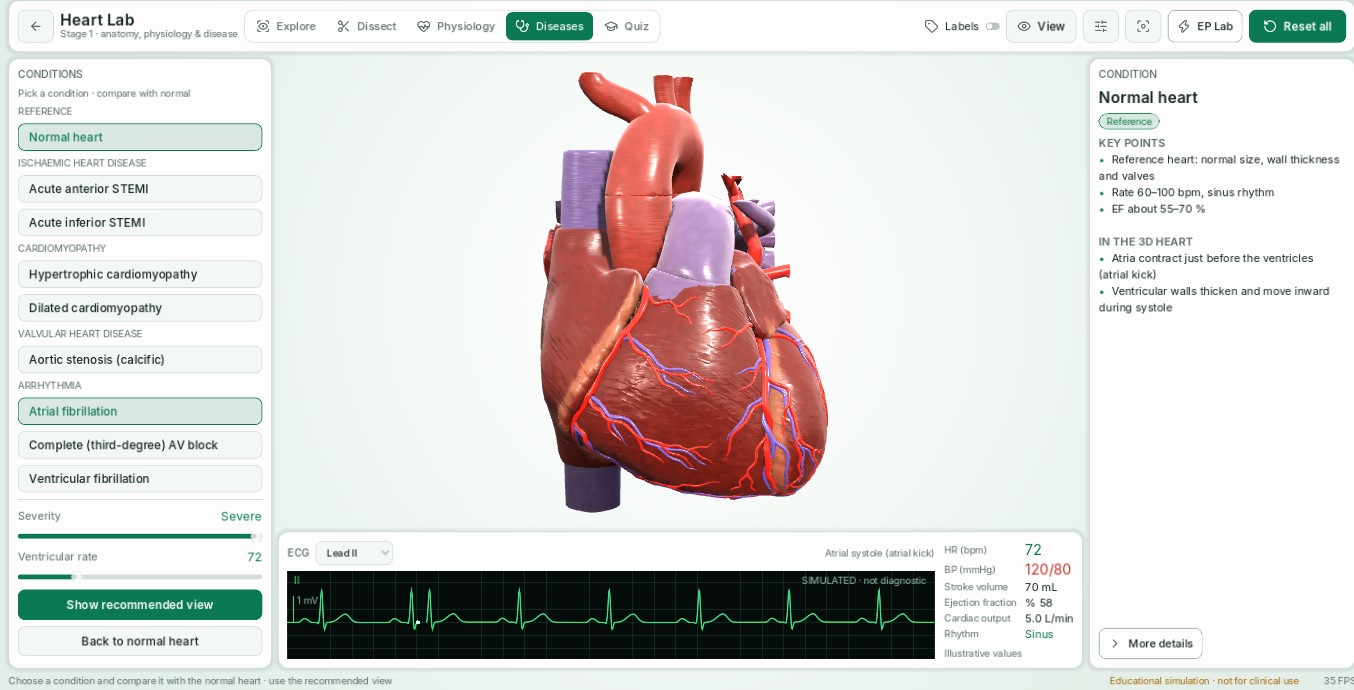 Heart Lab
Stage 1 · anatomy, physiology & disease
Explore
Dissect
Physiology
Diseases
Quiz
Labels
View
EP Lab
Reset all
CONDITIONS
Pick a condition · compare with normal
REFERENCE
Normal heart
ISCHAEMIC HEART DISEASE
Acute anterior STEMI
Acute inferior STEMI
CARDIOMYOPATHY
Hypertrophic cardiomyopathy
Dilated cardiomyopathy
VALVULAR HEART DISEASE
Aortic stenosis (calcific)
ARRHYTHMIA
Atrial fibrillation
Complete (third-degree) AV block
Ventricular fibrillation
Severity Severe
Ventricular rate 72
Show recommended view
Back to normal heart
ECG Lead II
Atrial systole (atrial kick)
II
SIMULATED · not diagnostic
1 mV
HR (bpm) 72
BP (mmHg) 120/80
Stroke volume 70 mL
Ejection fraction % 58
Cardiac output 5.0 L/min
Rhythm Sinus
Illustrative values
CONDITION
Normal heart
Reference
KEY POINTS
• Reference heart: normal size, wall thickness
and valves
• Rate 60–100 bpm, sinus rhythm
• EF about 55–70 %
IN THE 3D HEART
• Atria contract just before the ventricles
(atrial kick)
• Ventricular walls thicken and move inward
during systole
More details
Choose a condition and compare it with the normal heart · use the recommended view
Educational simulation · not for clinical use
35 FPS